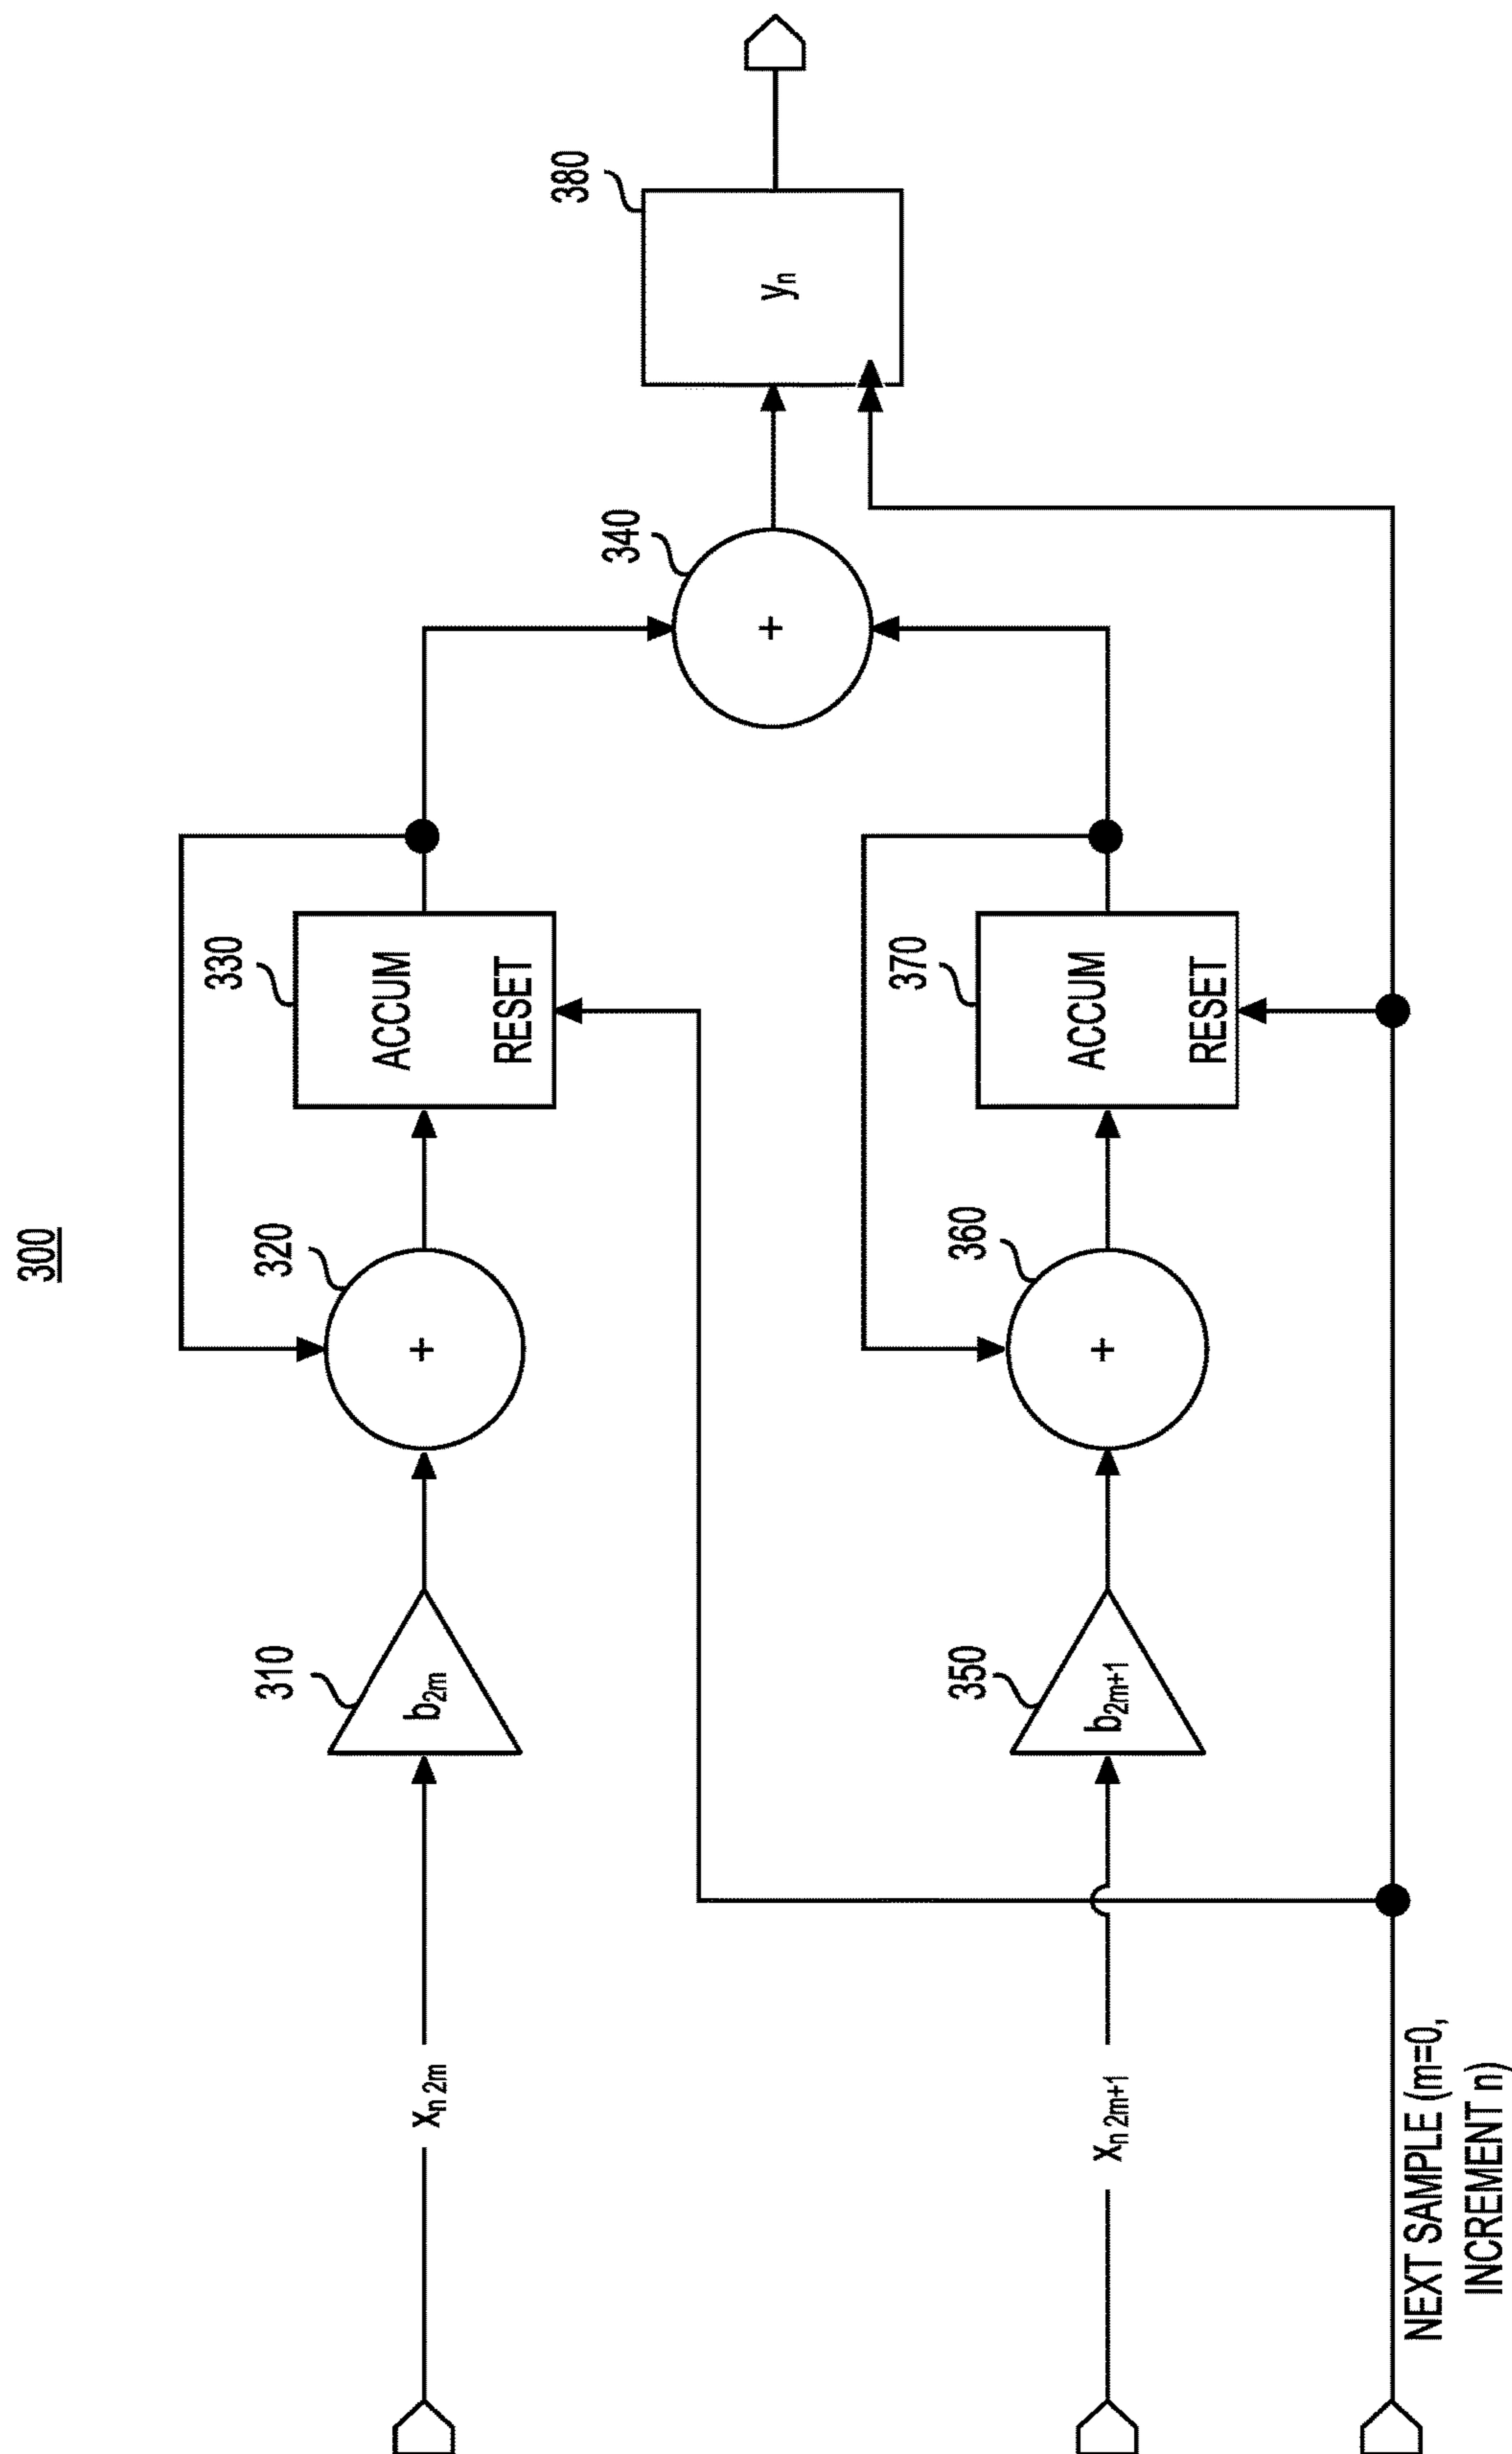 300
310
b2m
320
+
330
ACCUM
RESET
340
+
380
yn
350
b2m+1
360
+
370
ACCUM
RESET
xn 2m
xn 2m+1
NEXT SAMPLE (m=0,
INCREMENT n)